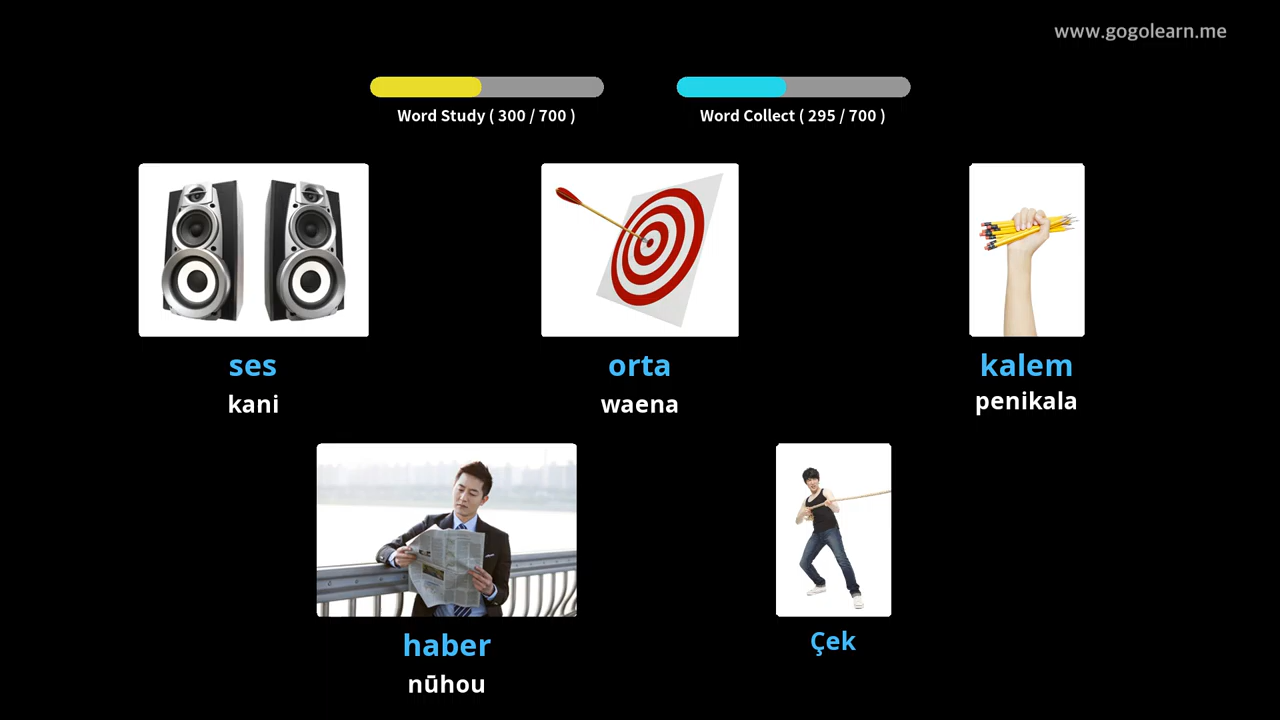 www.gogolearn.me
Word Study ( 300 / 700 )
Word Collect ( 295 / 700 )
ses
kani
orta
waena
kalem
penikala
haber
nūhou
Çek